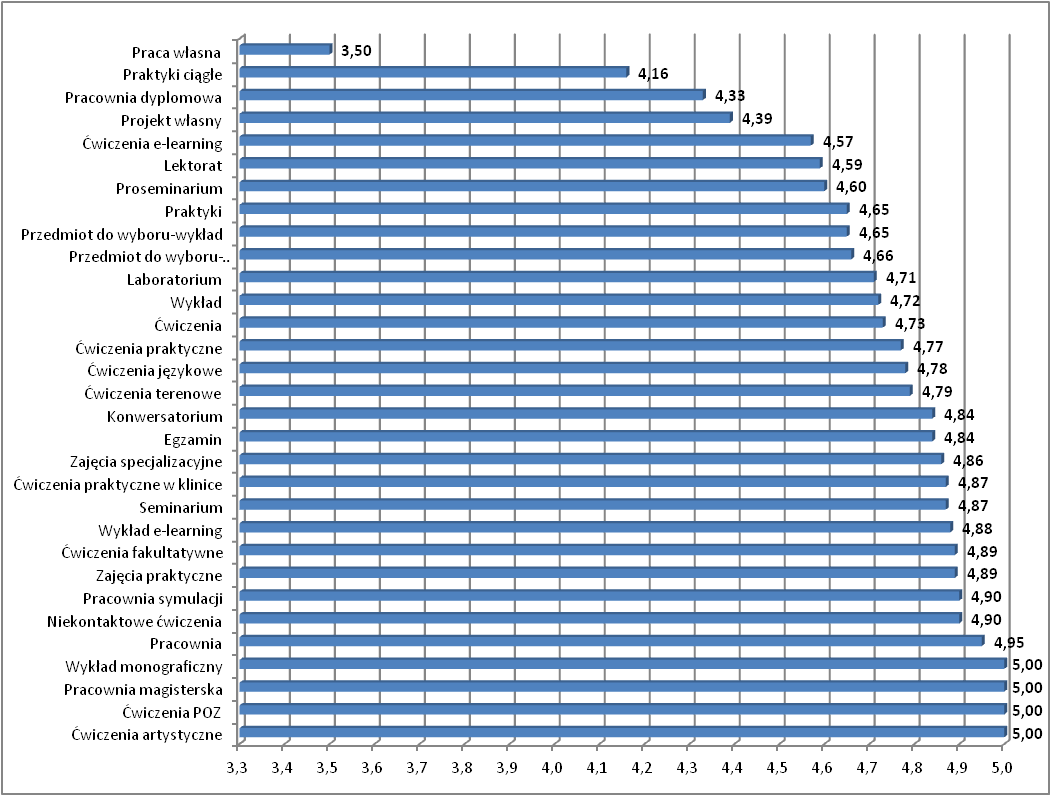 Praca własna 3,50
Praktyki ciągłe 4,16
Pracownia dyplomowa 4,33
Projekt własny 4,39
Ćwiczenia e-learning 4,57
Lektorat 4,59
Proseminarium 4,60
Praktyki 4,65
Przedmiot do wyboru-wykład 4,65
Przedmiot do wyboru-.. 4,66
Laboratorium 4,71
Wykład 4,72
Ćwiczenia 4,73
Ćwiczenia praktyczne 4,77
Ćwiczenia językowe 4,78
Ćwiczenia terenowe 4,79
Konwersatorium 4,84
Egzamin 4,84
Zajęcia specjalizacyjne 4,86
Ćwiczenia praktyczne w klinice 4,87
Seminarium 4,87
Wykład e-learning 4,88
Ćwiczenia fakultatywne 4,89
Zajęcia praktyczne 4,89
Pracownia symulacji 4,90
Niekontaktowe ćwiczenia 4,90
Pracownia 4,95
Wykład monograficzny 5,00
Pracownia magisterska 5,00
Ćwiczenia POZ 5,00
Ćwiczenia artystyczne 5,00
3,3 3,4 3,5 3,6 3,7 3,8 3,9 4,0 4,1 4,2 4,3 4,4 4,5 4,6 4,7 4,8 4,9 5,0